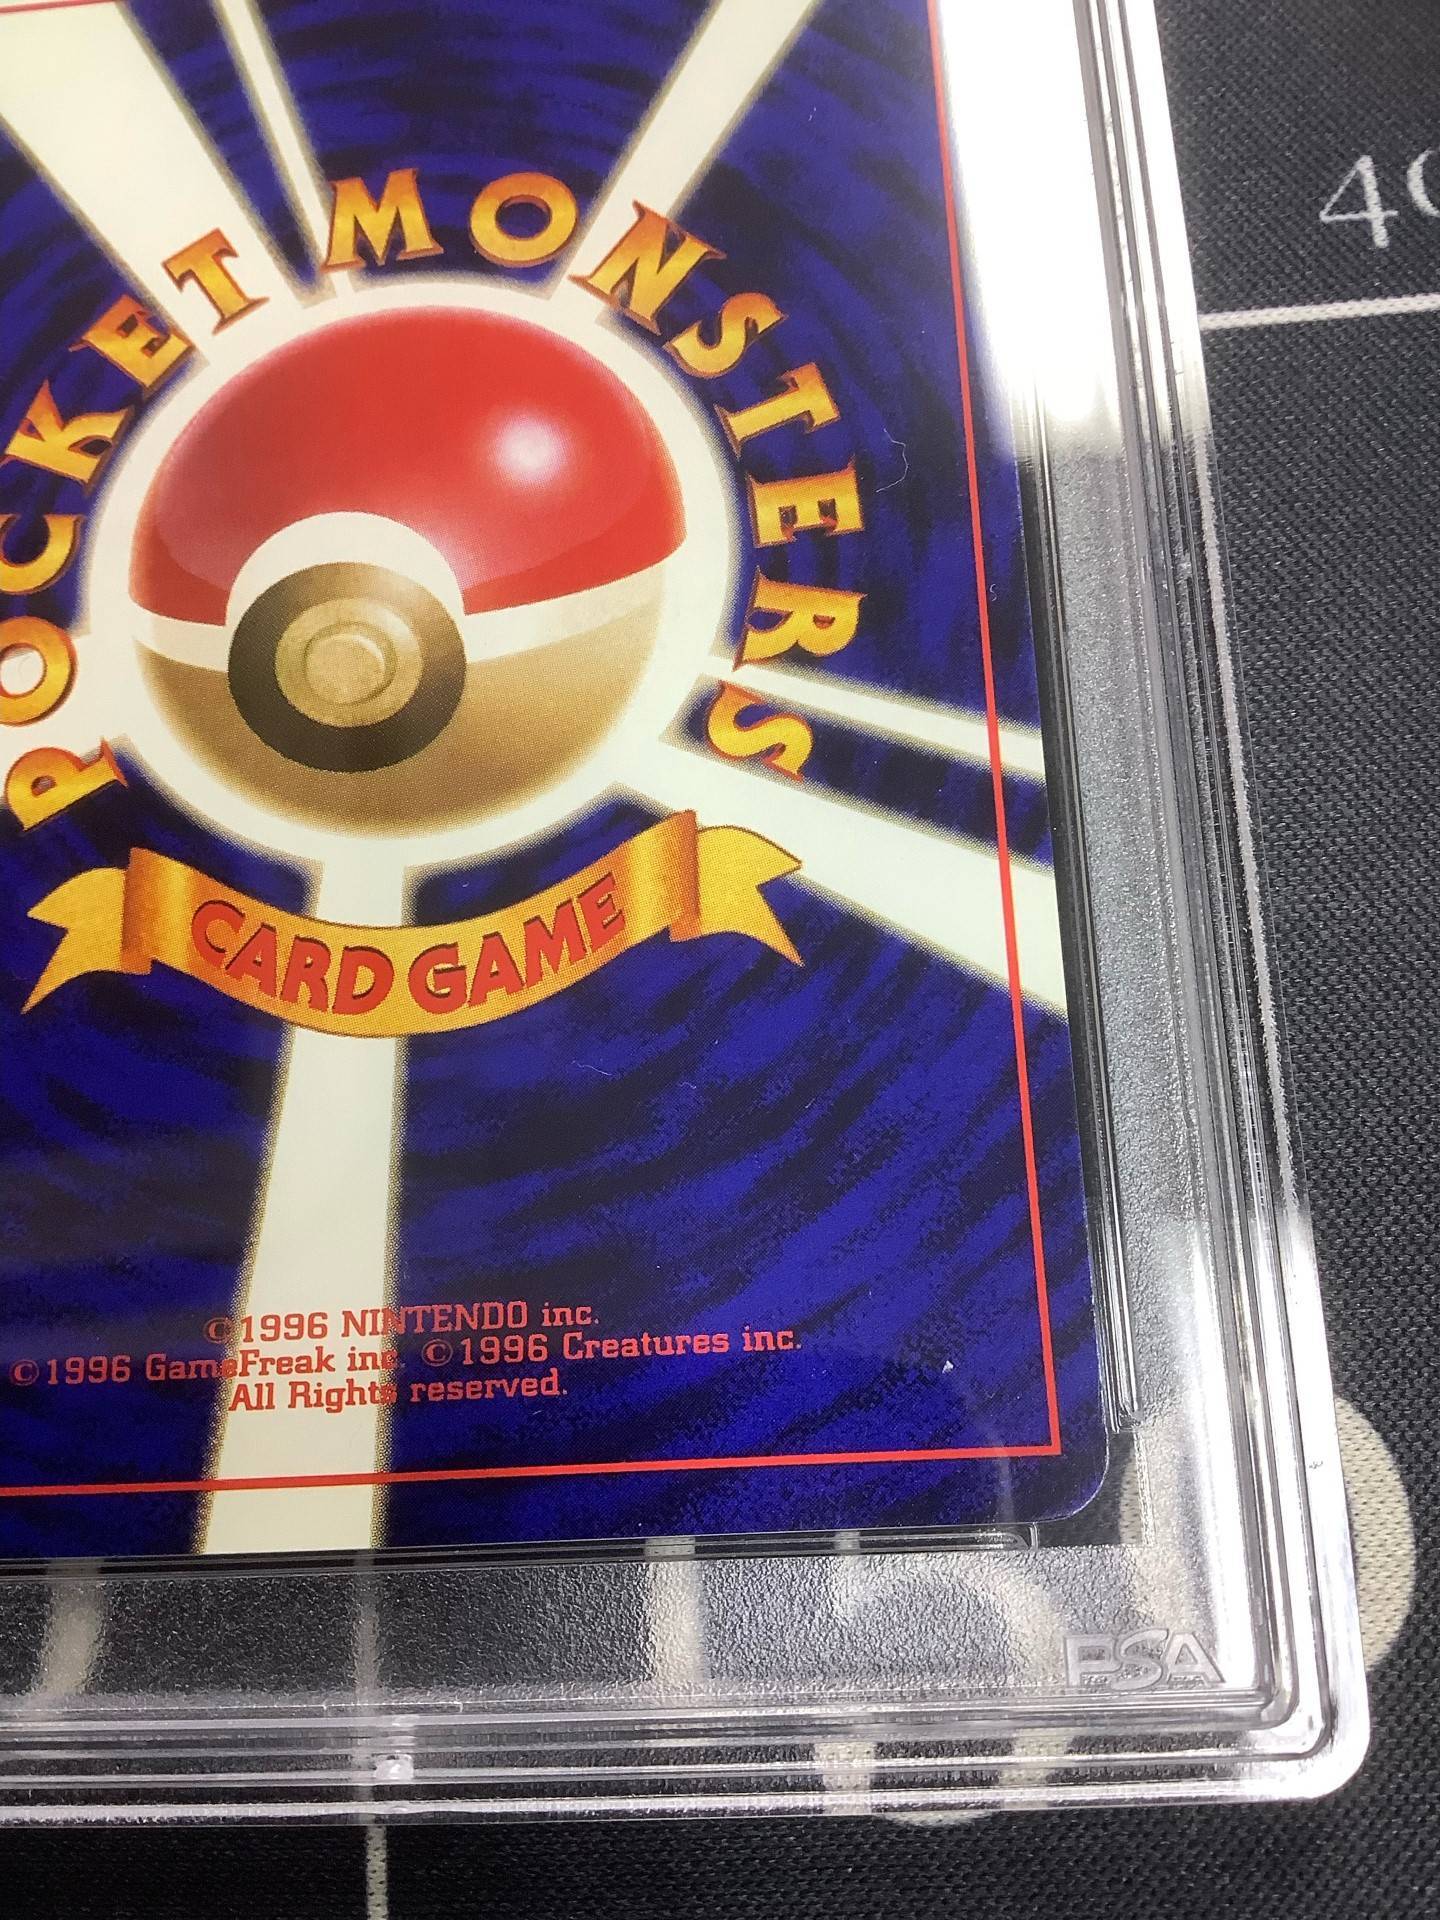 POCKET MONSTERS
CARD GAME
©1996 NINTENDO inc.
©1996 GameFreak inc. ©1996 Creatures inc.
All Rights reserved.
PSA